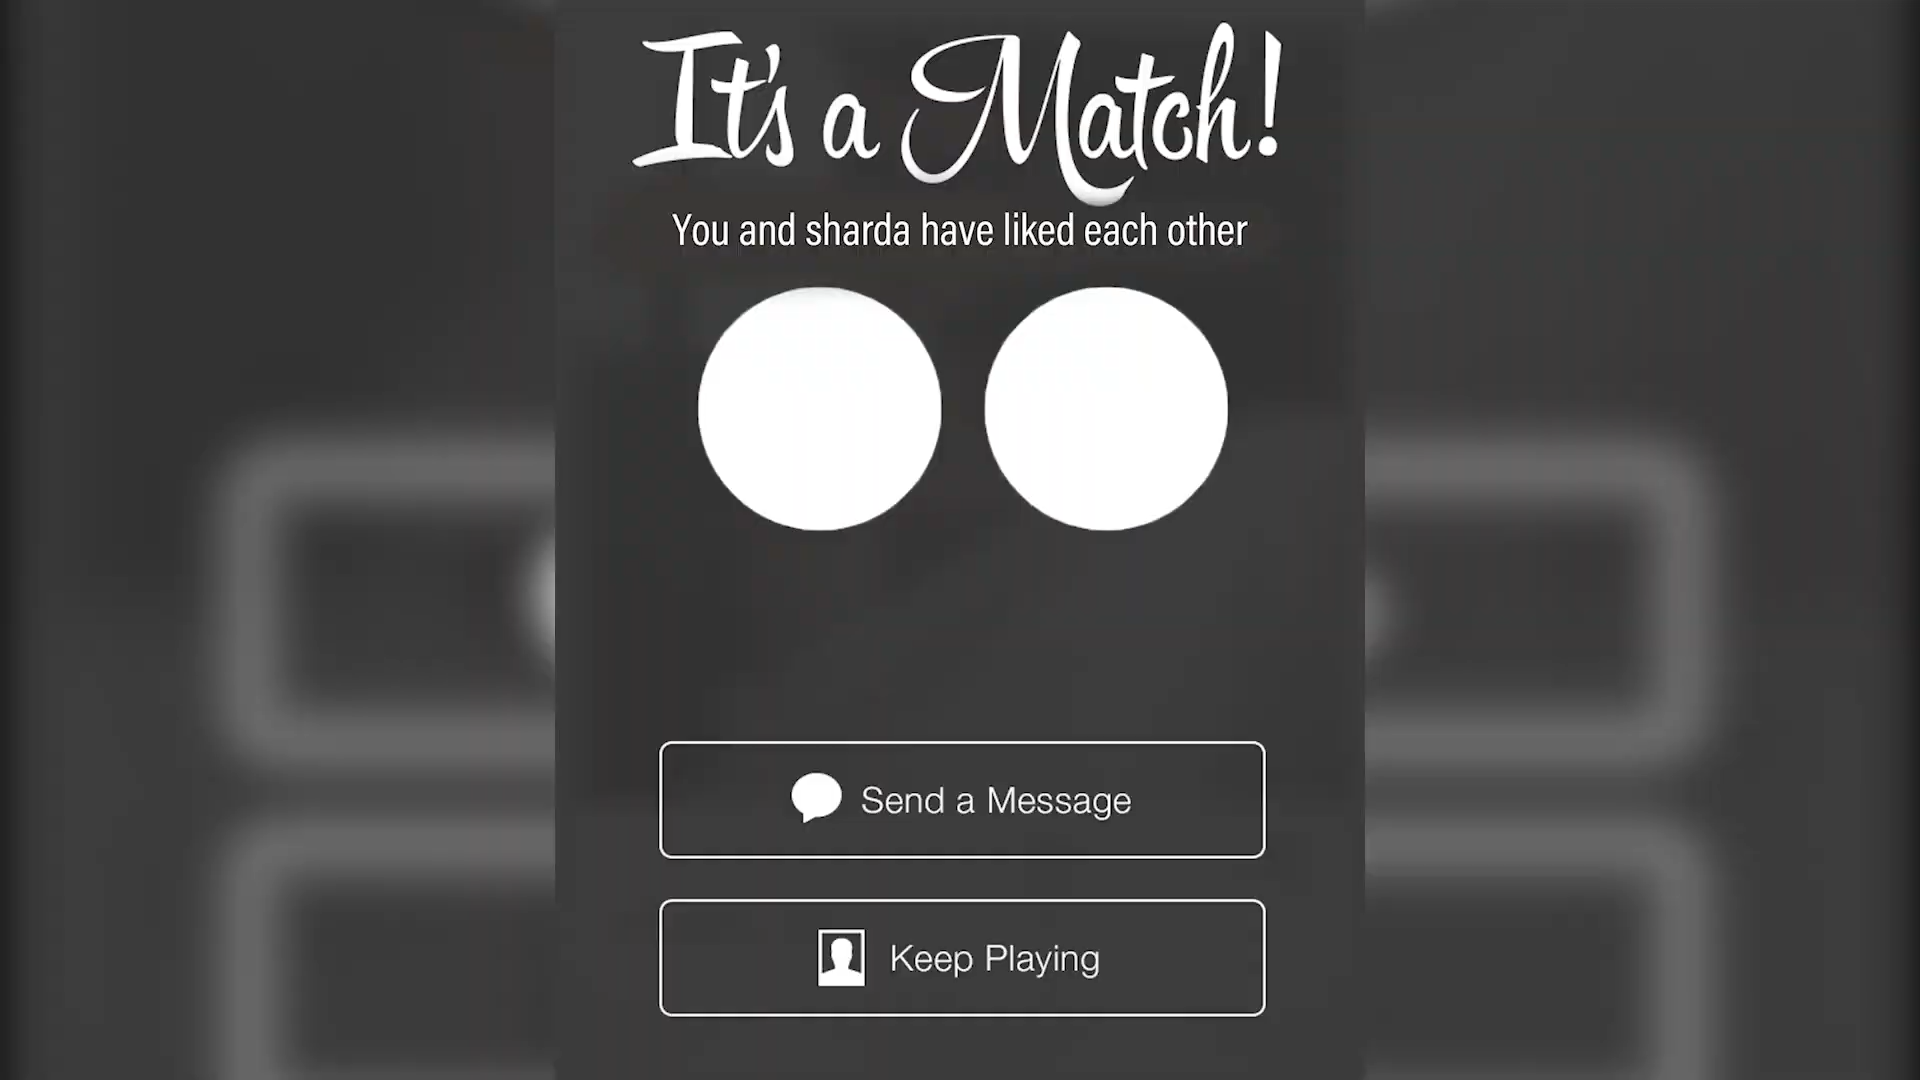 It's a Match!
You and sharda have liked each other
Send a Message
Keep Playing